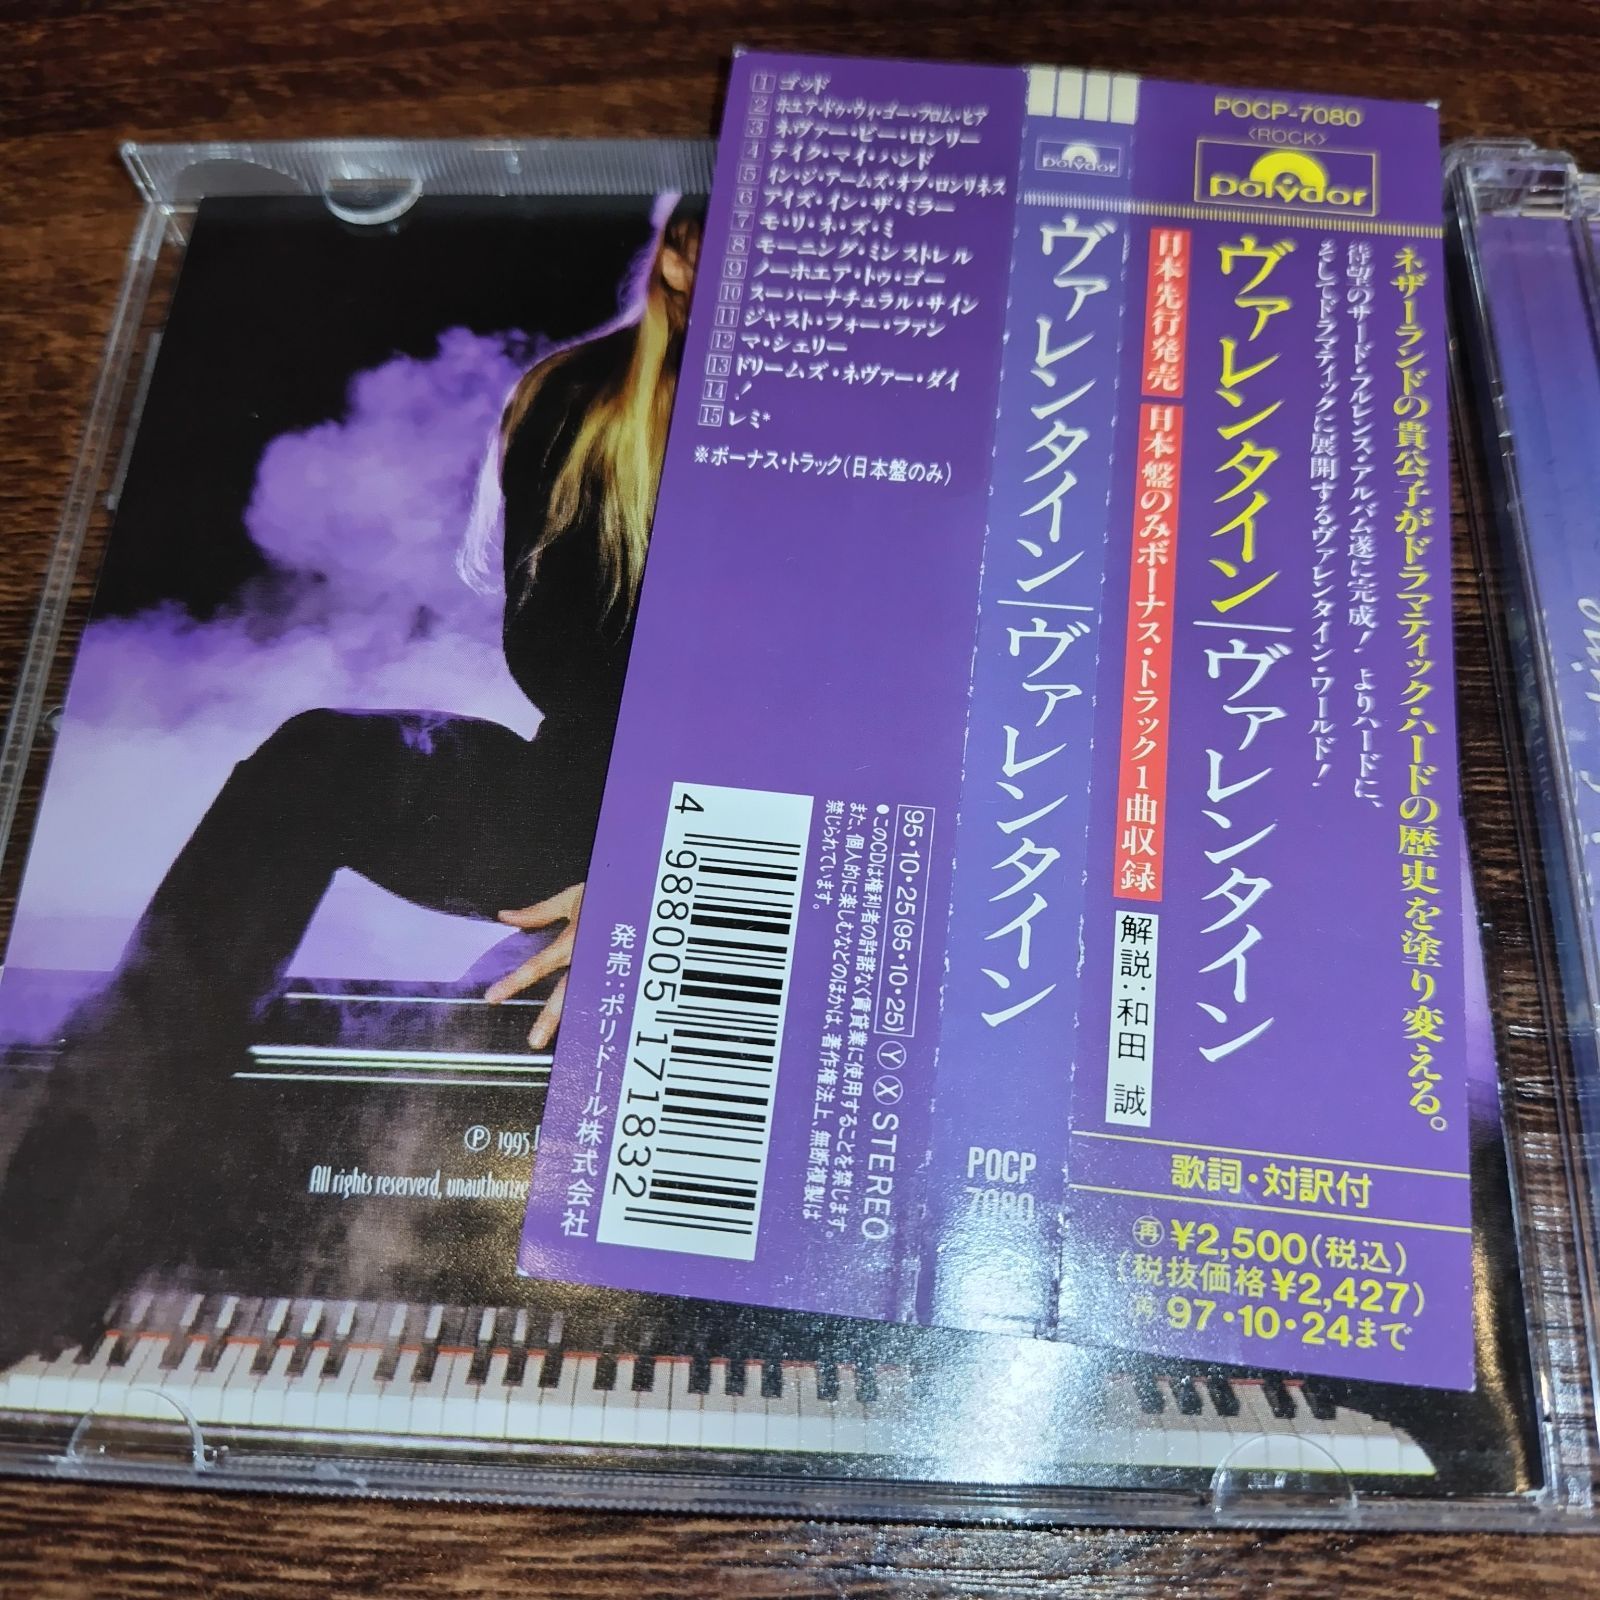 1 ゴッド
2 ホエア・ドゥ・ウィ・ゴー・フロム・ヒア
3 ネヴァー・ビー・ロンリー
4 テイク・マイ・ハンド
5 イン・ジ・アームズ・オブ・ロンリネス
6 アイズ・イン・ザ・ミラー
7 モ・リ・ネ・ズ・ミ
8 モーニング・ミンストレル
9 ノーホエア・トゥ・ゴー
10 スーパーナチュラル・サイン
11 ジャスト・フォー・ファン
12 マ・シェリー
13 ドリームズ・ネヴァー・ダイ
14 !
15 レミ*
※ボーナス・トラック(日本盤のみ)
95・10・25(95・10・25) Ⓨ Ⓧ STEREO
●このCDは権利者の許諾なく賃貸業に使用することを禁じます。
また、個人的に楽しむなどのほかは、著作権法上、無断複製は
禁じられています。
4 988005 171832
発売:ポリドール株式会社
polydor
ヴァレンタイン/ヴァレンタイン
POCP
7080
POCP-7080
〈ROCK〉
polydor
ネザーランドの貴公子がドラマティック・ハードの歴史を塗り変える。
待望のサード・フルレンス・アルバム遂に完成! よりハードに、
そしてドラマティックに展開するヴァレンタイン・ワールド!
ヴァレンタイン/ヴァレンタイン
日本先行発売
日本盤のみボーナス・トラック1曲収録
解説:和田 誠
歌詞・対訳付
再 ¥2,500(税込)
(税抜価格¥2,427)
再 97・10・24まで
Ⓟ 1995
All rights reserverd, unauthorize